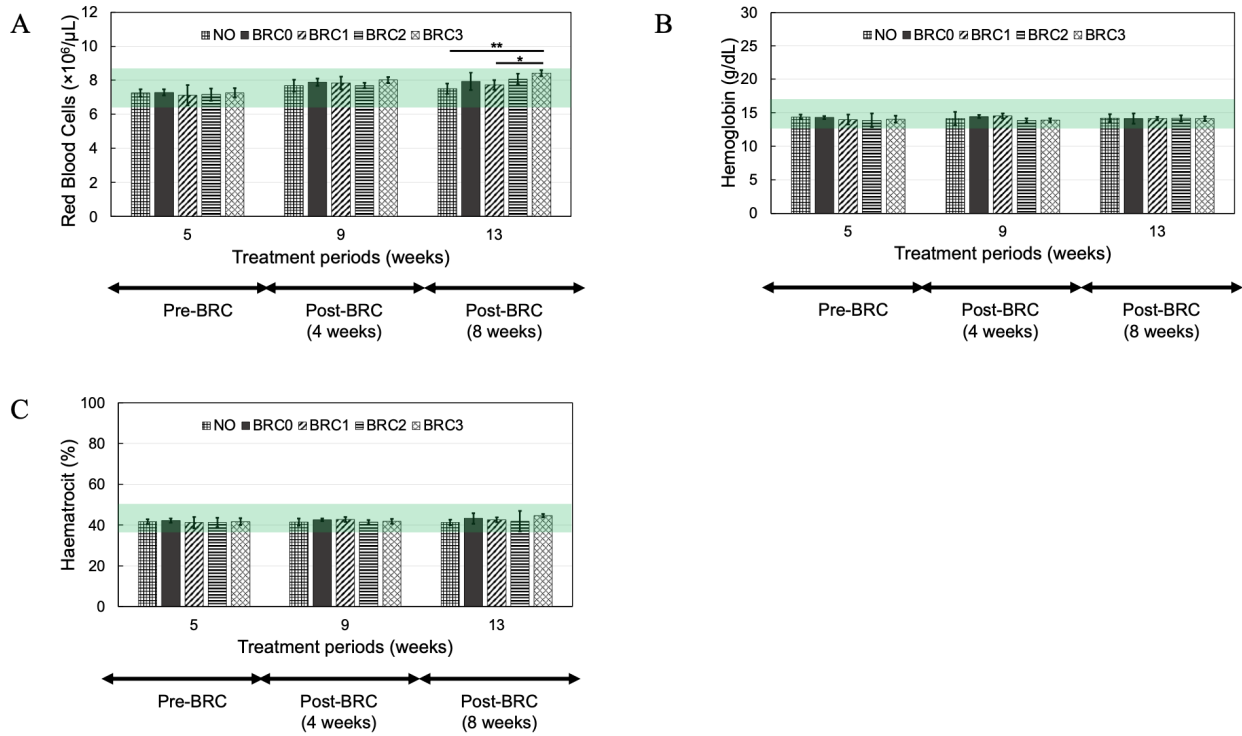 A
Red Blood Cells (×10⁶/μL)
12
10
8
6
4
2
0
NO BRC0 BRC1 BRC2 BRC3
**
*
5 9 13
Treatment periods (weeks)
Pre-BRC Post-BRC Post-BRC
(4 weeks) (8 weeks)
B
Hemoglobin (g/dL)
30
25
20
15
10
5
0
NO BRC0 BRC1 BRC2 BRC3
5 9 13
Treatment periods (weeks)
Pre-BRC Post-BRC Post-BRC
(4 weeks) (8 weeks)
C
Haematrocit (%)
100
80
60
40
20
0
NO BRC0 BRC1 BRC2 BRC3
5 9 13
Treatment periods (weeks)
Pre-BRC Post-BRC Post-BRC
(4 weeks) (8 weeks)